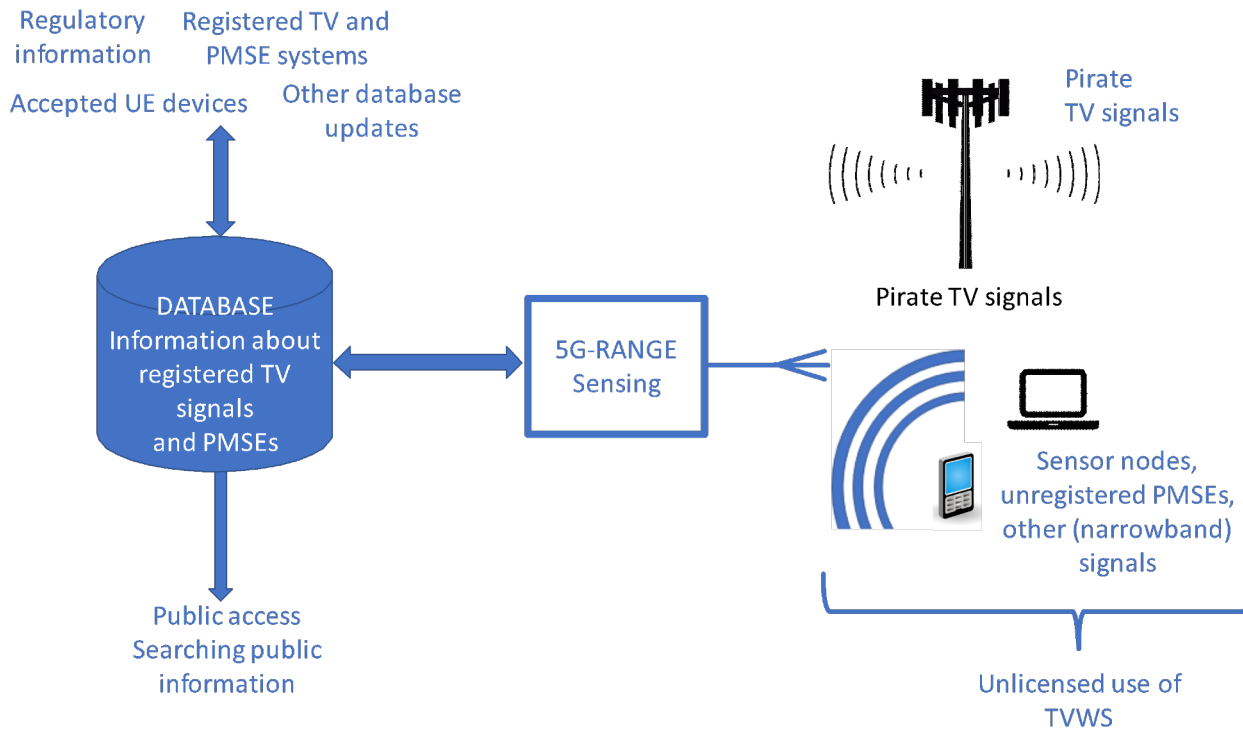 Regulatory
information
Registered TV and
PMSE systems
Accepted UE devices
Other database
updates
DATABASE
Information about
registered TV
signals
and PMSEs
Public access
Searching public
information
5G-RANGE
Sensing
Pirate
TV signals
Pirate TV signals
Sensor nodes,
unregistered PMSEs,
other (narrowband)
signals
Unlicensed use of
TVWS